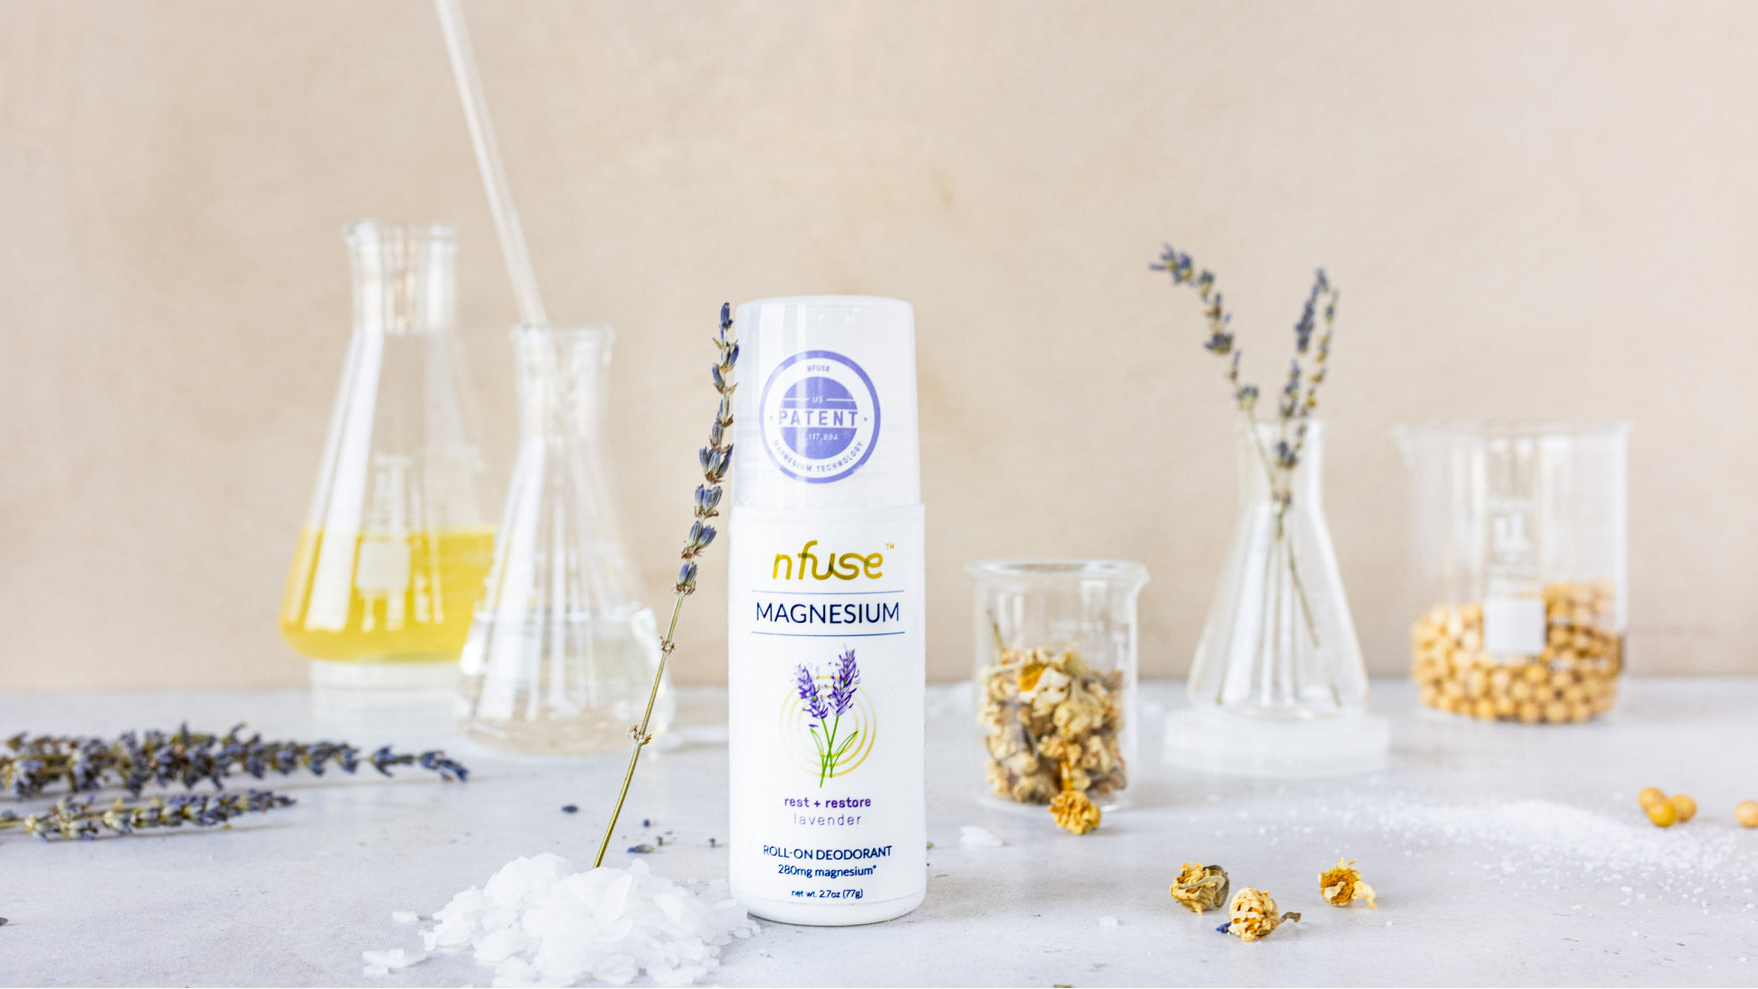 NFUSE
US
PATENT
MAGNESIUM TECHNOLOGY
nfuse™
MAGNESIUM
rest + restore
lavender
ROLL-ON DEODORANT
280mg magnesium*
net wt. 2.7oz (77g)